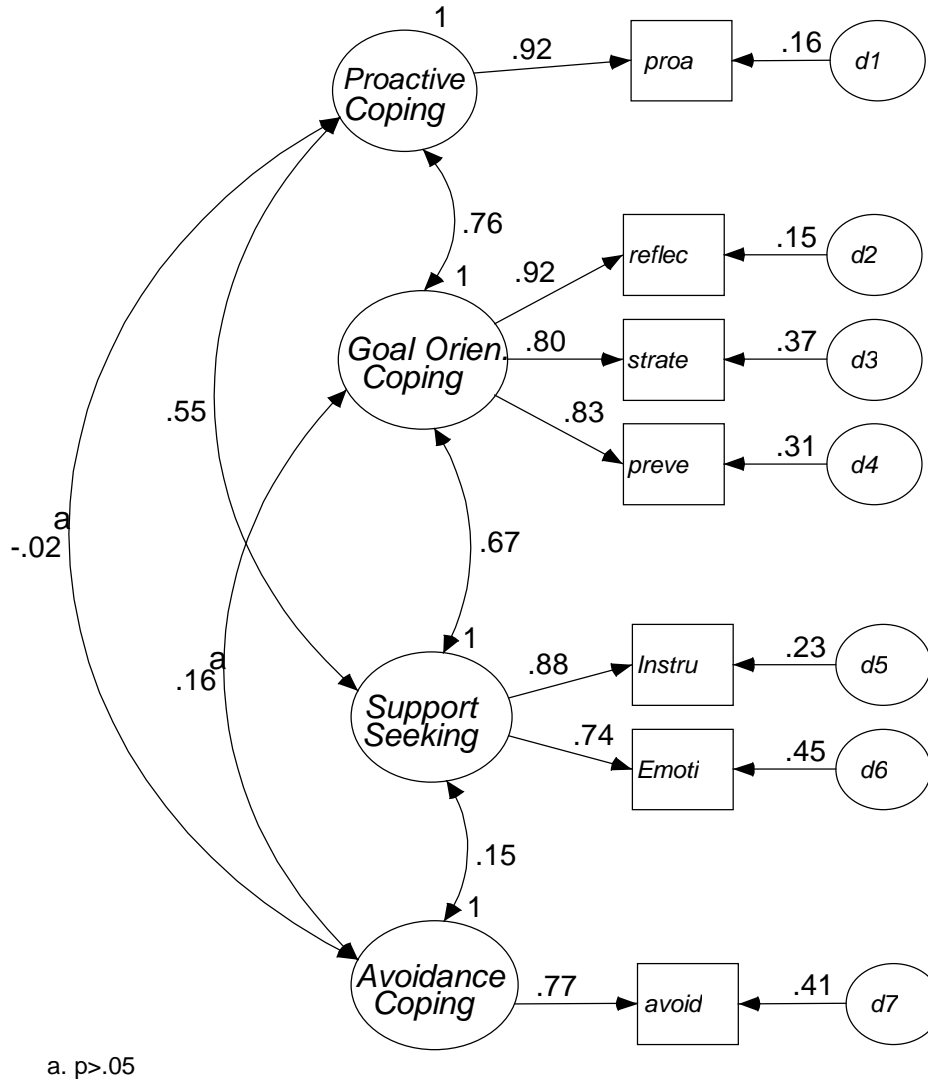 1
Proactive
Coping
.92
proa
.16
d1
.76
1
Goal Orien.
Coping
.92
reflec
.15
d2
.80
strate
.37
d3
.83
preve
.31
d4
.55
a
-.02
.67
a
.16
1
Support
Seeking
.88
Instru
.23
d5
.74
Emoti
.45
d6
.15
1
Avoidance
Coping
.77
avoid
.41
d7
a. p>.05